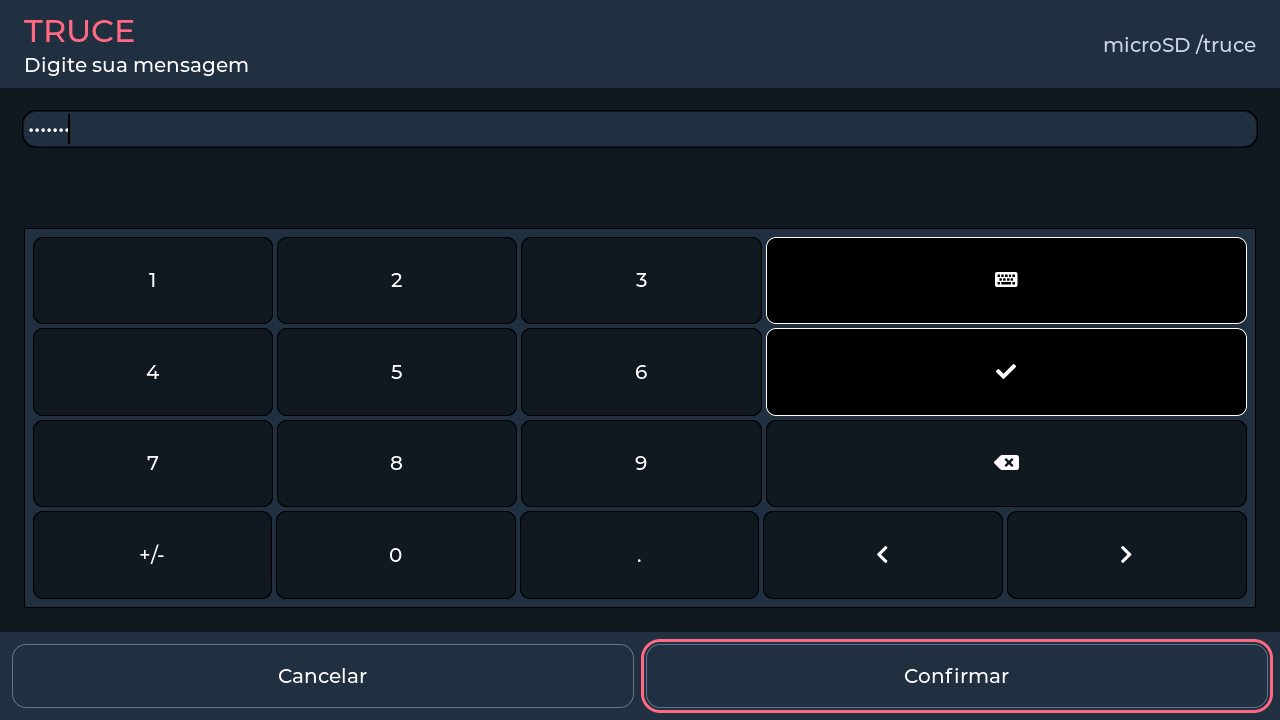 TRUCE
Digite sua mensagem
microSD /truce
•••••••
1 2 3
4 5 6
7 8 9
+/- 0 .
Cancelar
Confirmar